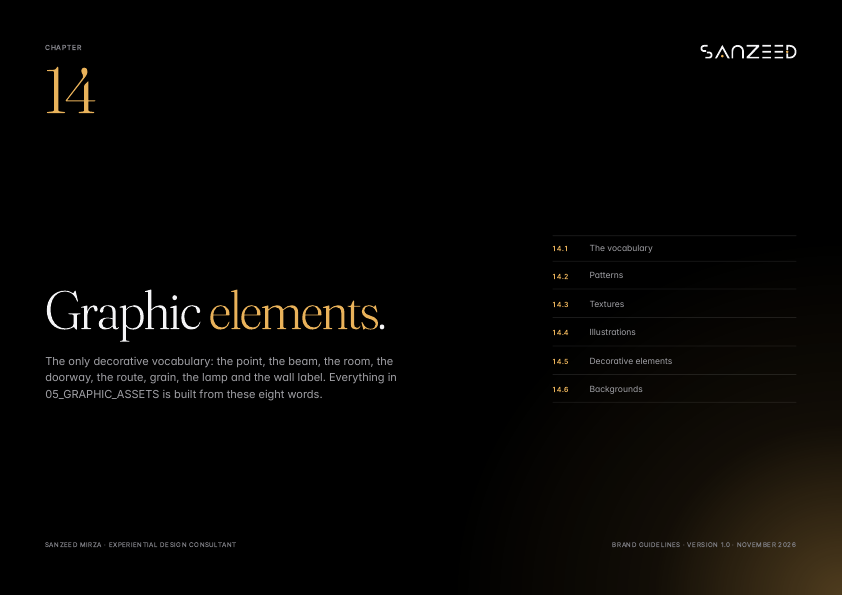 CHAPTER
SANZEED
14
14.1 The vocabulary
14.2 Patterns
14.3 Textures
14.4 Illustrations
14.5 Decorative elements
14.6 Backgrounds
Graphic elements.
The only decorative vocabulary: the point, the beam, the room, the
doorway, the route, grain, the lamp and the wall label. Everything in
05_GRAPHIC_ASSETS is built from these eight words.
SANZEED MIRZA · EXPERIENTIAL DESIGN CONSULTANT
BRAND GUIDELINES · VERSION 1.0 · NOVEMBER 2026